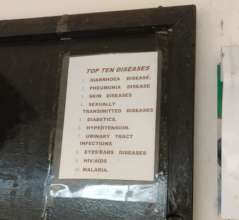 TOP TEN DISEASES
DIARRHOEA DISEASE.
PNEUMONIA DISEASE
SKIN DISEASES
SEXUALLY
TRANSMITTED DISEASES
DIABETICS.
HYPERTENSION.
URINARY TRACT
INFECTIONS
EYE/EARS DISEASES
HIV/AIDS
MALARIA.